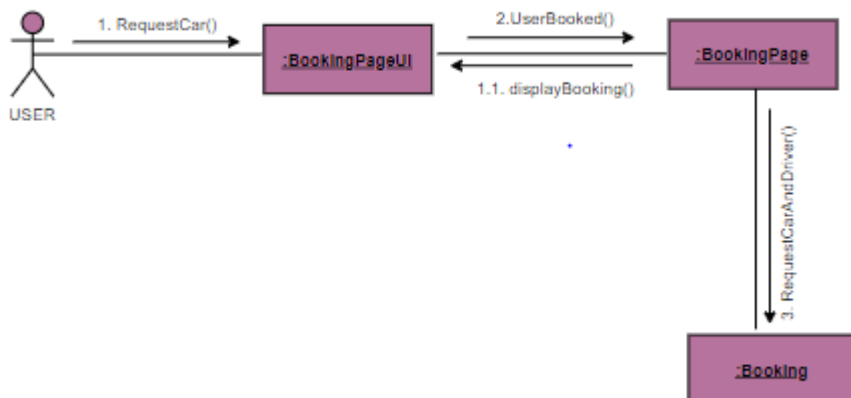 1. RequestCar()
2.UserBooked()
:BookingPageUI
:BookingPage
1.1. displayBooking()
USER
3. RequestCarAndDriver()
:Booking